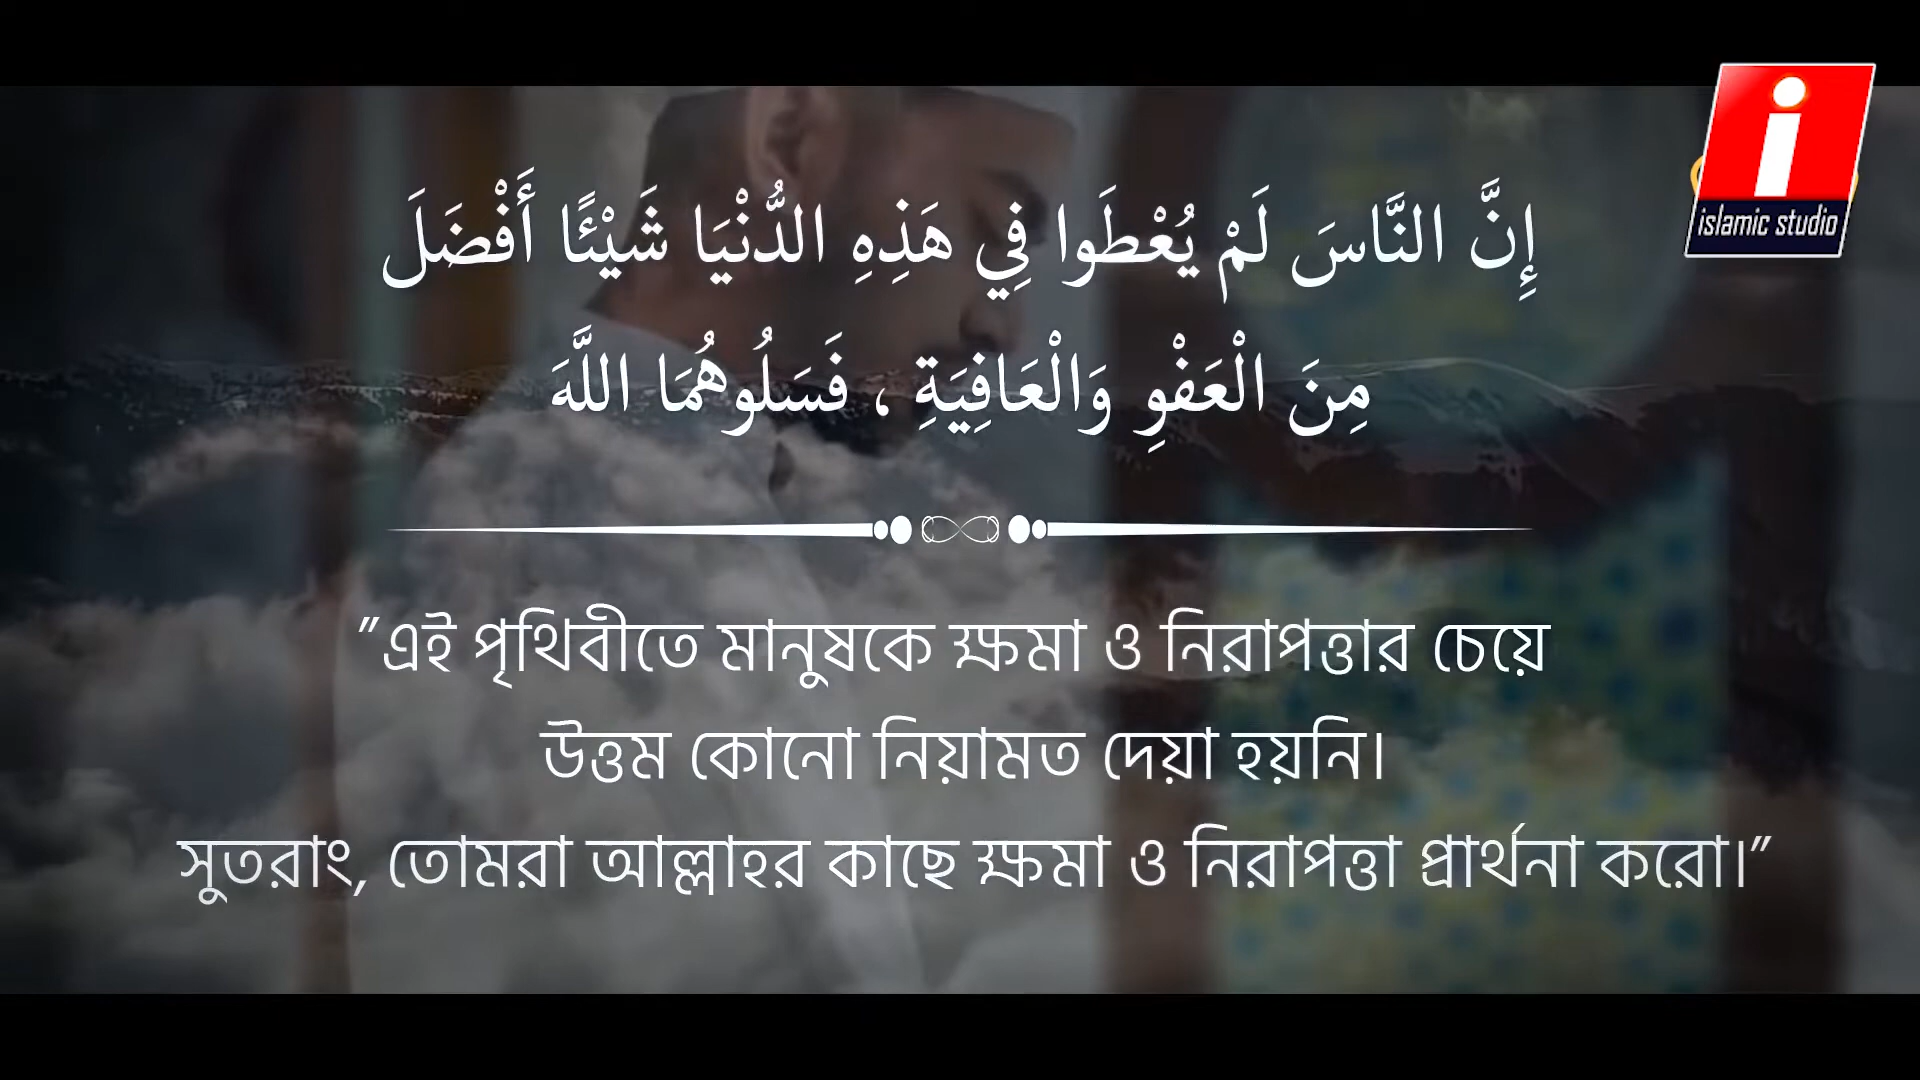 إِنَّ النَّاسَ لَمْ يُعْطَوا فِي هَذِهِ الدُّنْيَا شَيْئًا أَفْضَلَ
مِنَ الْعَفْوِ وَالْعَافِيَةِ ، فَسَلُوهُمَا اللَّهَ
"এই পৃথিবীতে মানুষকে ক্ষমা ও নিরাপত্তার চেয়ে
উত্তম কোনো নিয়ামত দেয়া হয়নি।
সুতরাং, তোমরা আল্লাহর কাছে ক্ষমা ও নিরাপত্তা প্রার্থনা করো।"
i
islamic studio